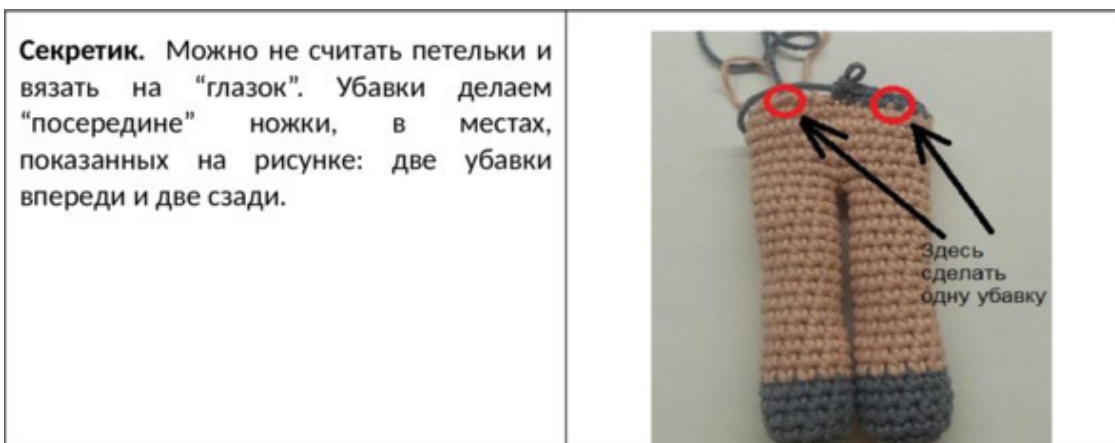 Секретик. Можно не считать петельки и
вязать на “глазок”. Убавки делаем
“посередине” ножки, в местах,
показанных на рисунке: две убавки
впереди и две сзади.
Здесь
сделать
одну убавку